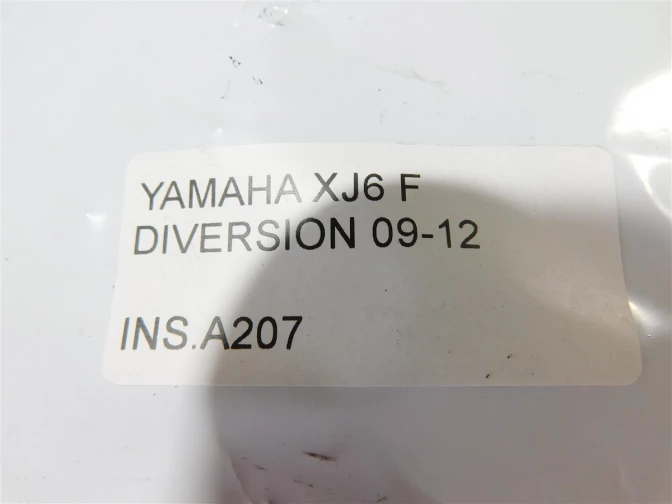 YAMAHA XJ6 F
DIVERSION 09-12
INS.A207